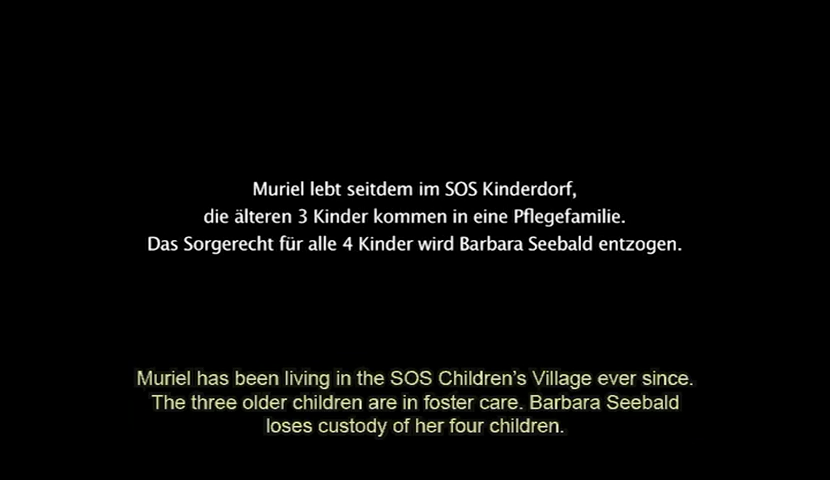 Muriel lebt seitdem im SOS Kinderdorf,
die älteren 3 Kinder kommen in eine Pflegefamilie.
Das Sorgerecht für alle 4 Kinder wird Barbara Seebald entzogen.
Muriel has been living in the SOS Children’s Village ever since.
The three older children are in foster care. Barbara Seebald
loses custody of her four children.